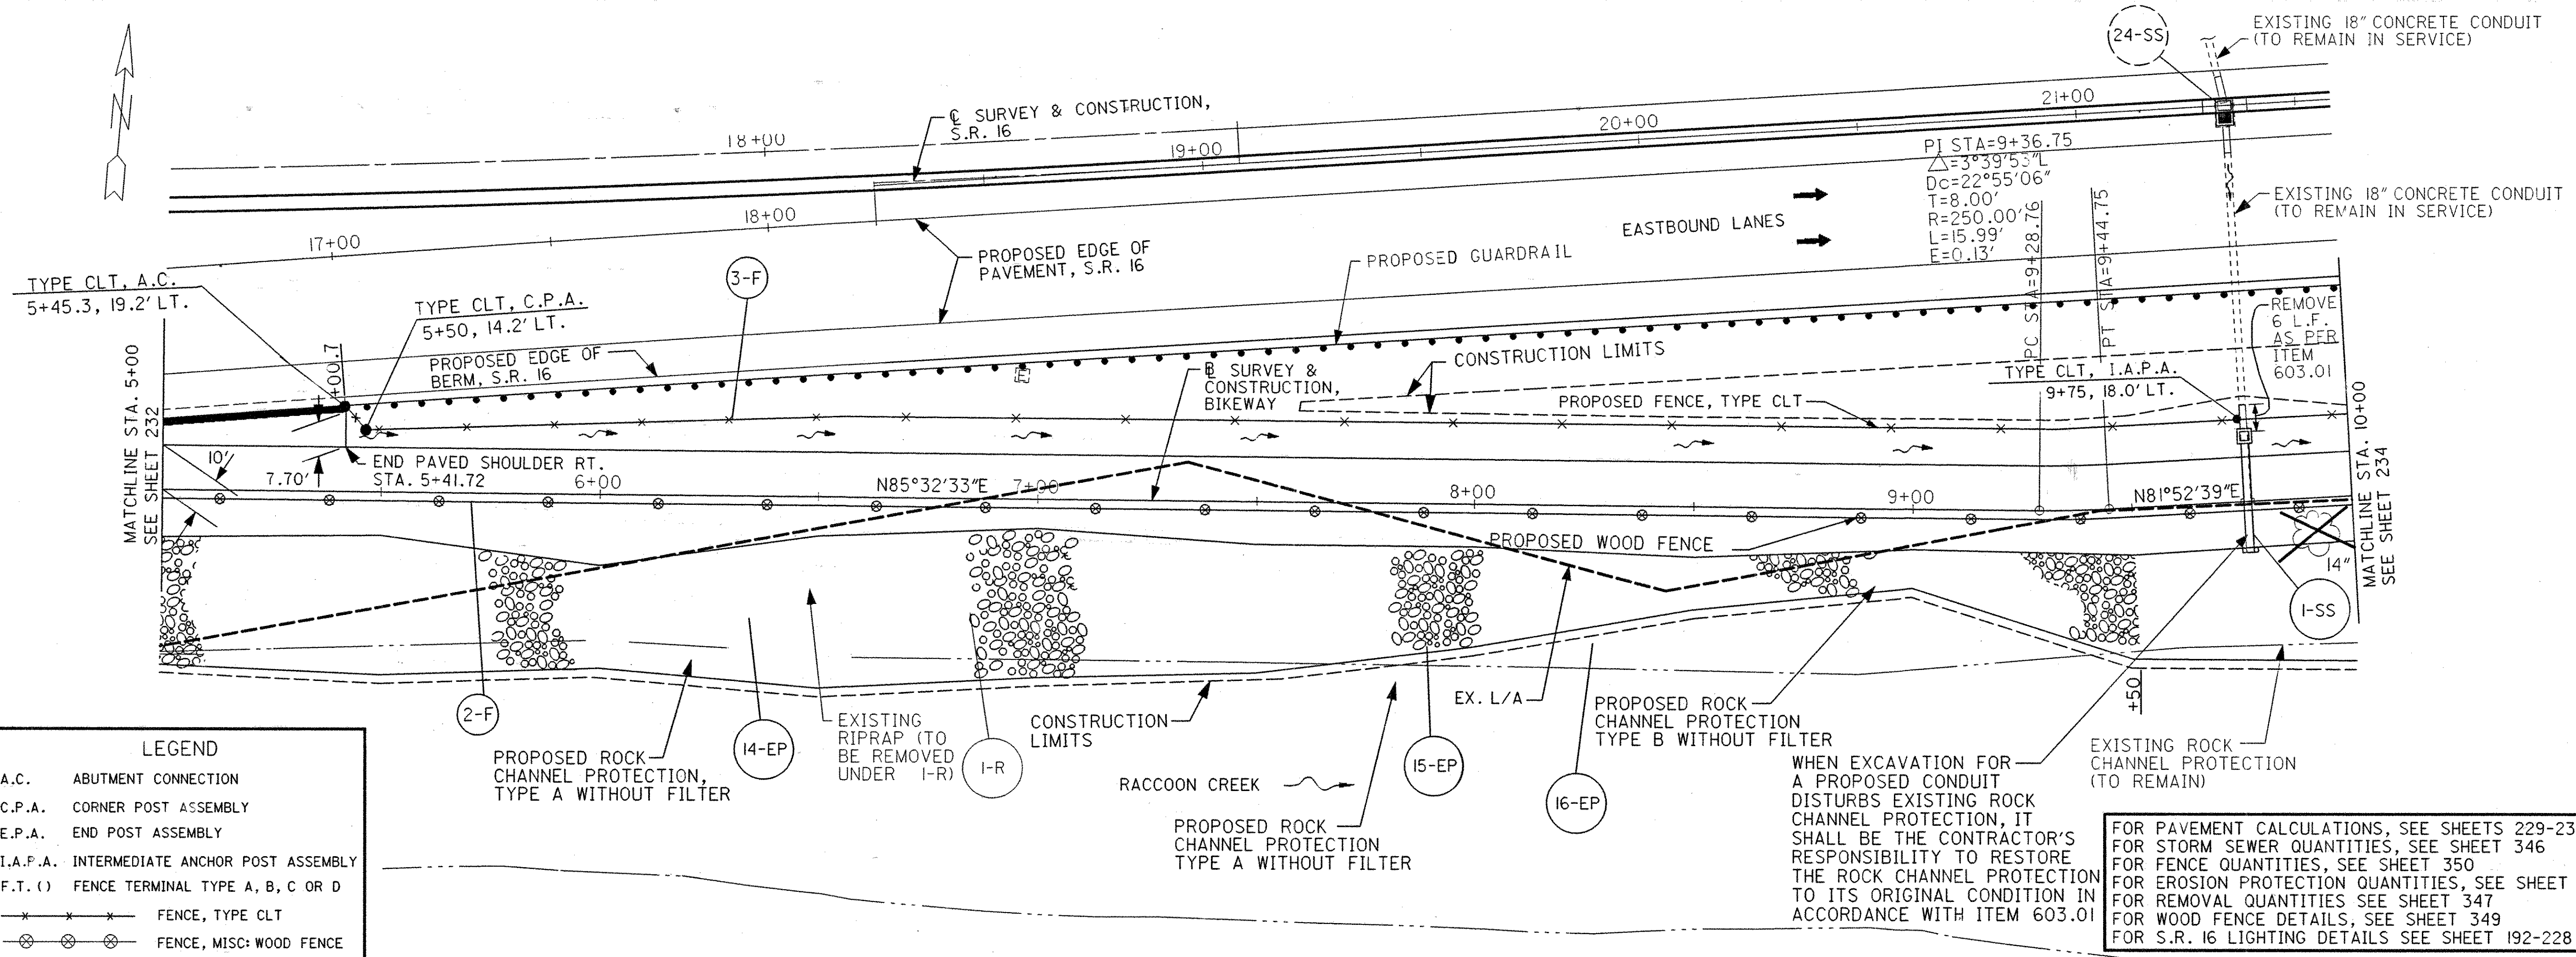 EXISTING 18" CONCRETE CONDUIT
(TO REMAIN IN SERVICE)
24-SS
N
℄ SURVEY & CONSTRUCTION,
S.R. 16
18+00
19+00
20+00
21+00
PI STA=9+36.75
△=3°39'53"L
Dc=22°55'06"
T=8.00'
R=250.00'
L=15.99'
E=0.13'
PC STA=9+28.76
PT STA=9+44.75
EXISTING 18" CONCRETE CONDUIT
(TO REMAIN IN SERVICE)
17+00
18+00
PROPOSED EDGE OF
PAVEMENT, S.R. 16
EASTBOUND LANES
PROPOSED GUARDRAIL
3-F
TYPE CLT, A.C.
5+45.3, 19.2' LT.
TYPE CLT, C.P.A.
5+50, 14.2' LT.
PROPOSED EDGE OF
BERM, S.R. 16
+00.7
MATCHLINE STA. 5+00
SEE SHEET 232
CONSTRUCTION LIMITS
B̲L SURVEY &
CONSTRUCTION,
BIKEWAY
PROPOSED FENCE, TYPE CLT
TYPE CLT, I.A.P.A.
9+75, 18.0' LT.
REMOVE
6 L.F.
AS PER
ITEM
603.01
MATCHLINE STA. 10+00
SEE SHEET 234
10'
7.70'
END PAVED SHOULDER RT.
STA. 5+41.72
6+00
N85°32'33"E
7+00
8+00
9+00
N81°52'39"E
PROPOSED WOOD FENCE
14"
1-SS
2-F
PROPOSED ROCK
CHANNEL PROTECTION,
TYPE A WITHOUT FILTER
14-EP
EXISTING
RIPRAP (TO
BE REMOVED
UNDER 1-R)
1-R
CONSTRUCTION
LIMITS
RACCOON CREEK
PROPOSED ROCK
CHANNEL PROTECTION
TYPE A WITHOUT FILTER
15-EP
EX. L/A
16-EP
PROPOSED ROCK
CHANNEL PROTECTION
TYPE B WITHOUT FILTER
WHEN EXCAVATION FOR
A PROPOSED CONDUIT
DISTURBS EXISTING ROCK
CHANNEL PROTECTION, IT
SHALL BE THE CONTRACTOR'S
RESPONSIBILITY TO RESTORE
THE ROCK CHANNEL PROTECTION
TO ITS ORIGINAL CONDITION IN
ACCORDANCE WITH ITEM 603.01
+50
EXISTING ROCK
CHANNEL PROTECTION
(TO REMAIN)
LEGEND
A.C. ABUTMENT CONNECTION
C.P.A. CORNER POST ASSEMBLY
E.P.A. END POST ASSEMBLY
I.A.P.A. INTERMEDIATE ANCHOR POST ASSEMBLY
F.T. () FENCE TERMINAL TYPE A, B, C OR D
FENCE, TYPE CLT
FENCE, MISC: WOOD FENCE
FOR PAVEMENT CALCULATIONS, SEE SHEETS 229-23
FOR STORM SEWER QUANTITIES, SEE SHEET 346
FOR FENCE QUANTITIES, SEE SHEET 350
FOR EROSION PROTECTION QUANTITIES, SEE SHEET
FOR REMOVAL QUANTITIES SEE SHEET 347
FOR WOOD FENCE DETAILS, SEE SHEET 349
FOR S.R. 16 LIGHTING DETAILS SEE SHEET 192-228